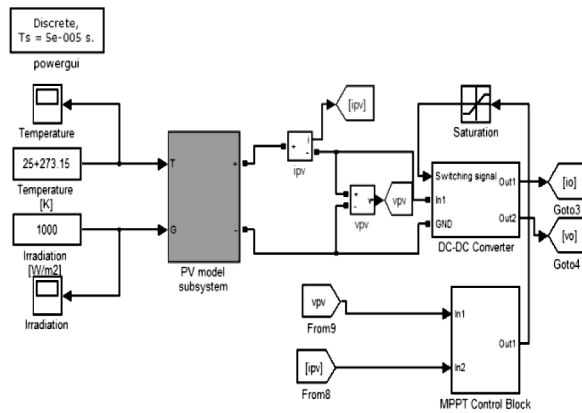 Discrete,
Ts = 5e-005 s.
powergui
Temperature
25+273.15
Temperature
[K]
1000
Irradiation
[W/m2]
Irradiation
T
G
+
-
PV model
subsystem
+
i
-
ipv
[ipv]
+
-
v
vpv
vpv
Saturation
Switching signal
In1
GND
Out1
Out2
DC-DC Converter
[io]
Goto3
[vo]
Goto4
vpv
From9
[ipv]
From8
In1
In2
Out1
MPPT Control Block